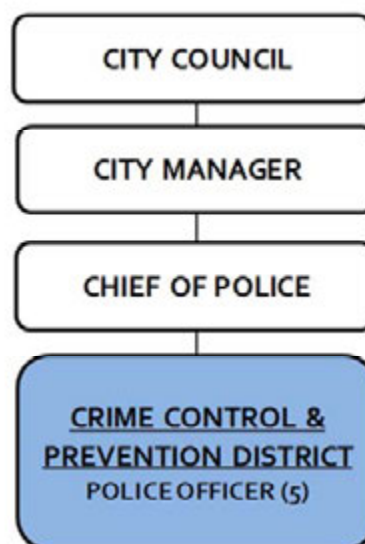 CITY COUNCIL
CITY MANAGER
CHIEF OF POLICE
CRIME CONTROL &
PREVENTION DISTRICT
POLICE OFFICER (5)